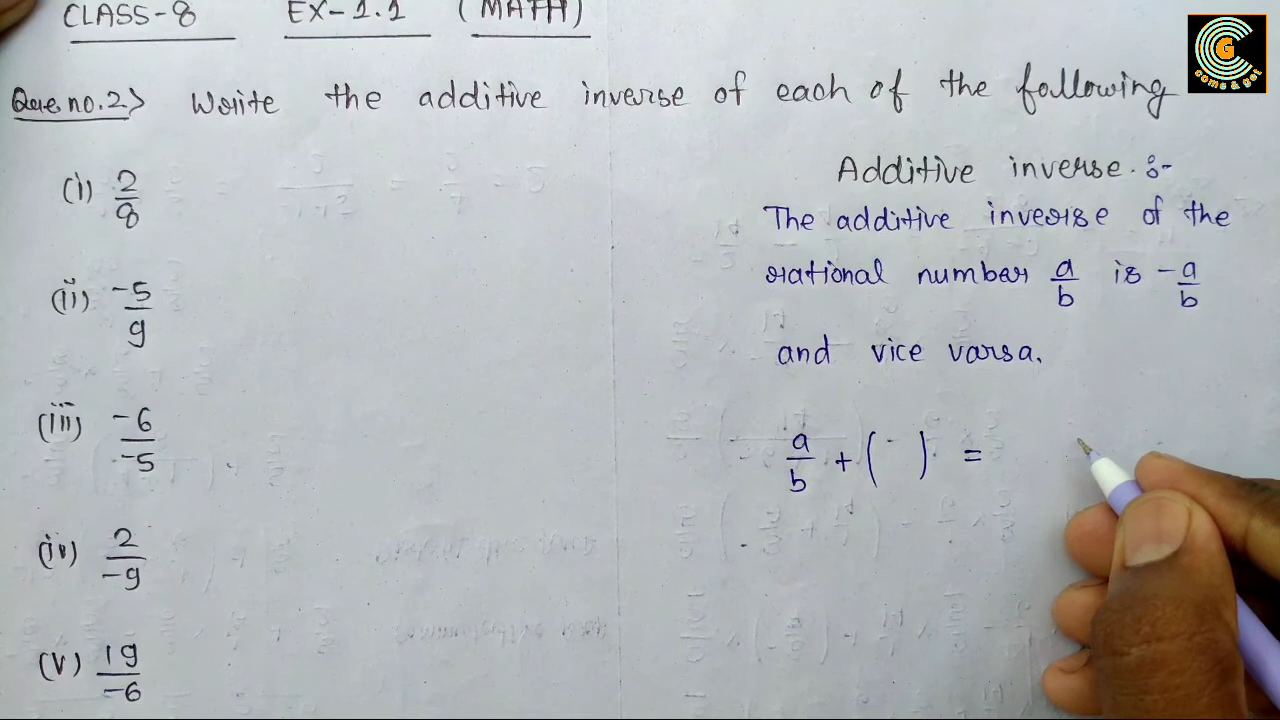 CLASS-8 EX-1.1 (MATH)
Que no.2> Write the additive inverse of each of the following
(i) 2/8
(ii) -5/9
(iii) -6/-5
(iv) 2/-9
(v) 19/-6
Additive inverse :-
The additive inverse of the
rational number a/b is -a/b
and vice varsa.
a/b + (- ) =
C G
come & get